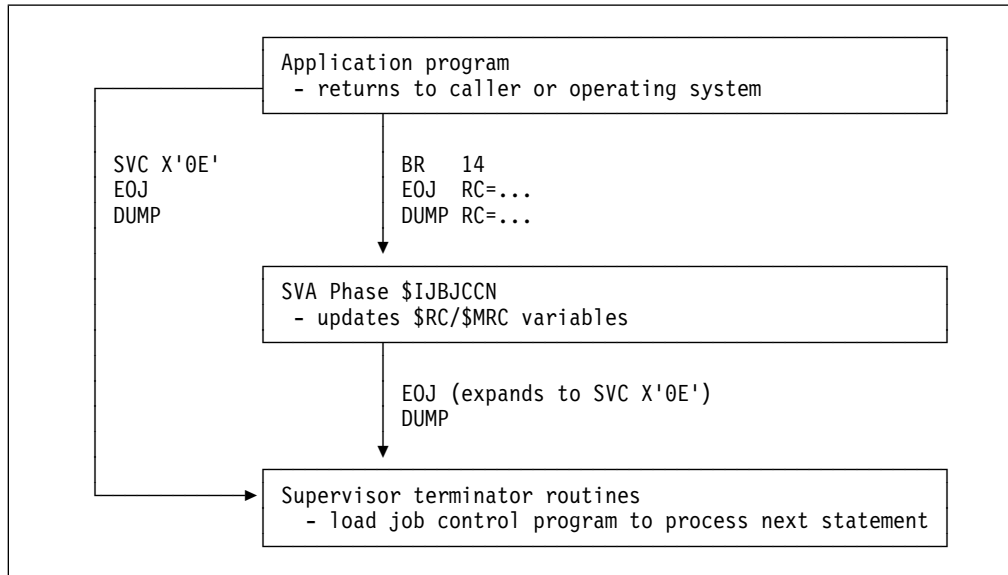 Application program
- returns to caller or operating system
SVC X'0E'
EOJ
DUMP
BR 14
EOJ RC=...
DUMP RC=...
SVA Phase $IJBJCCN
- updates $RC/$MRC variables
EOJ (expands to SVC X'0E')
DUMP
Supervisor terminator routines
- load job control program to process next statement